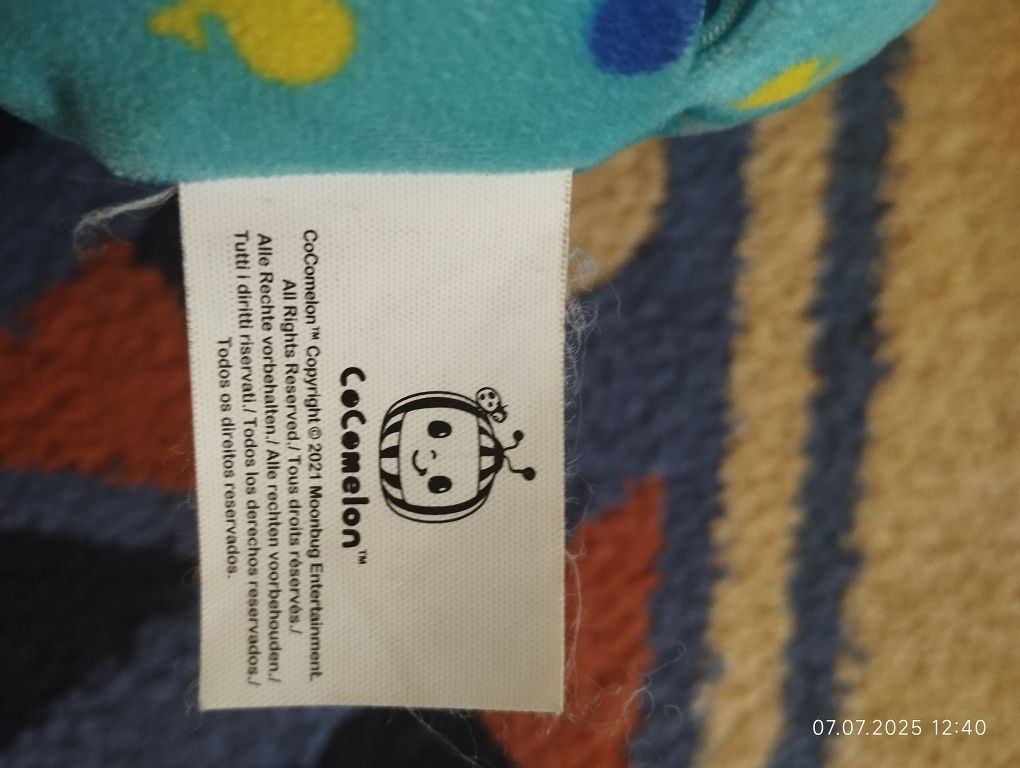 CoComelon™
CoComelon™ Copyright © 2021 Moonbug Entertainment.
All Rights Reserved./ Tous droits réservés./
Alle Rechte vorbehalten./ Alle rechten voorbehouden./
Tutti i diritti riservati./ Todos los derechos reservados./
Todos os direitos reservados.
07.07.2025 12:40